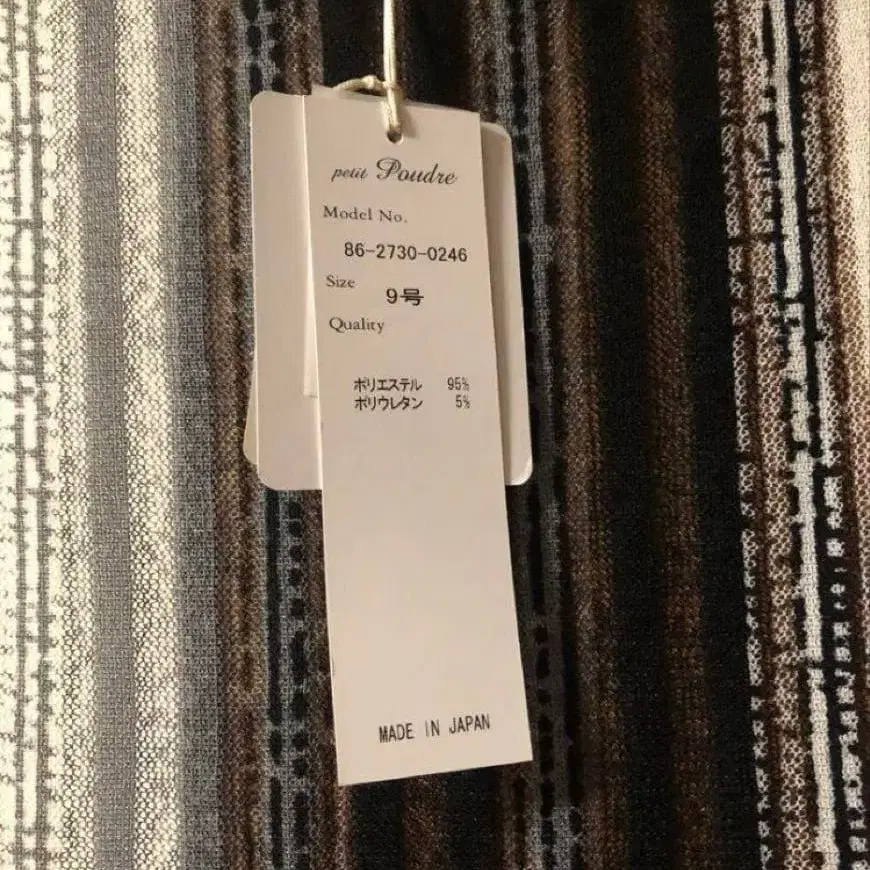 petit Poudre
Model No.
86-2730-0246
Size
9号
Quality
ポリエステル 95%
ポリウレタン 5%
MADE IN JAPAN